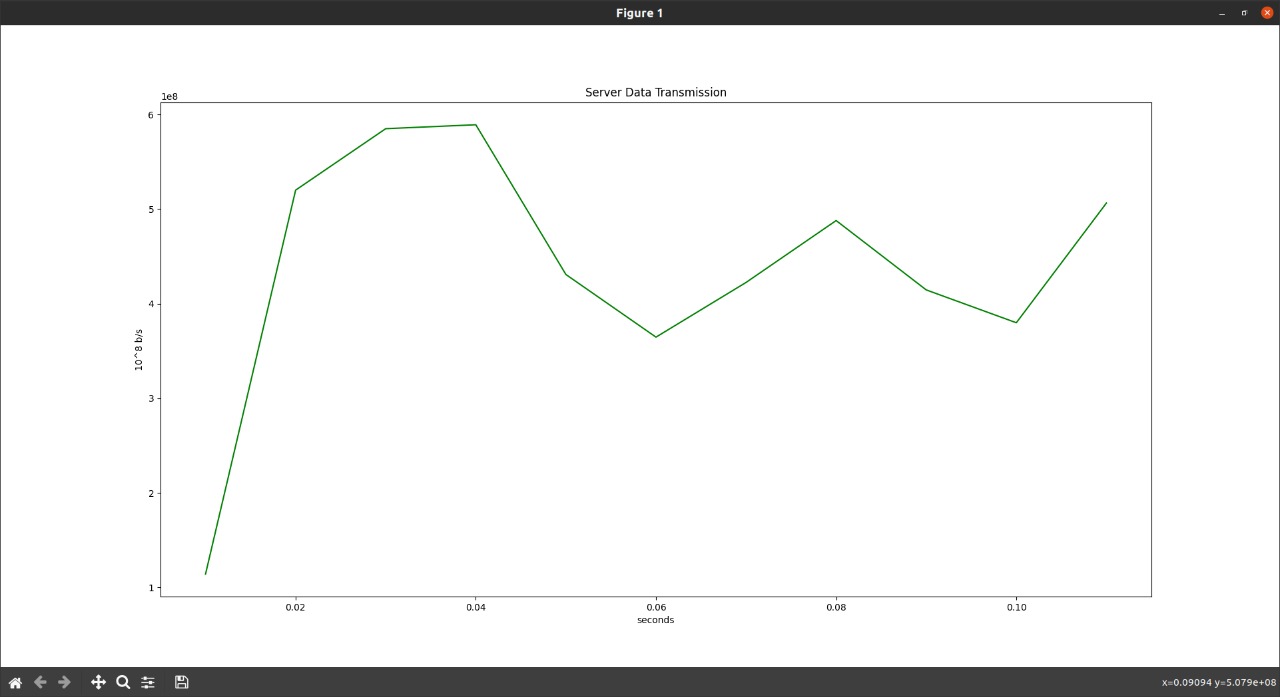 Figure 1
Server Data Transmission
1e8
6
5
4
3
2
1
10^8 b/s
0.02 0.04 0.06 0.08 0.10
seconds
x=0.09094 y=5.079e+08